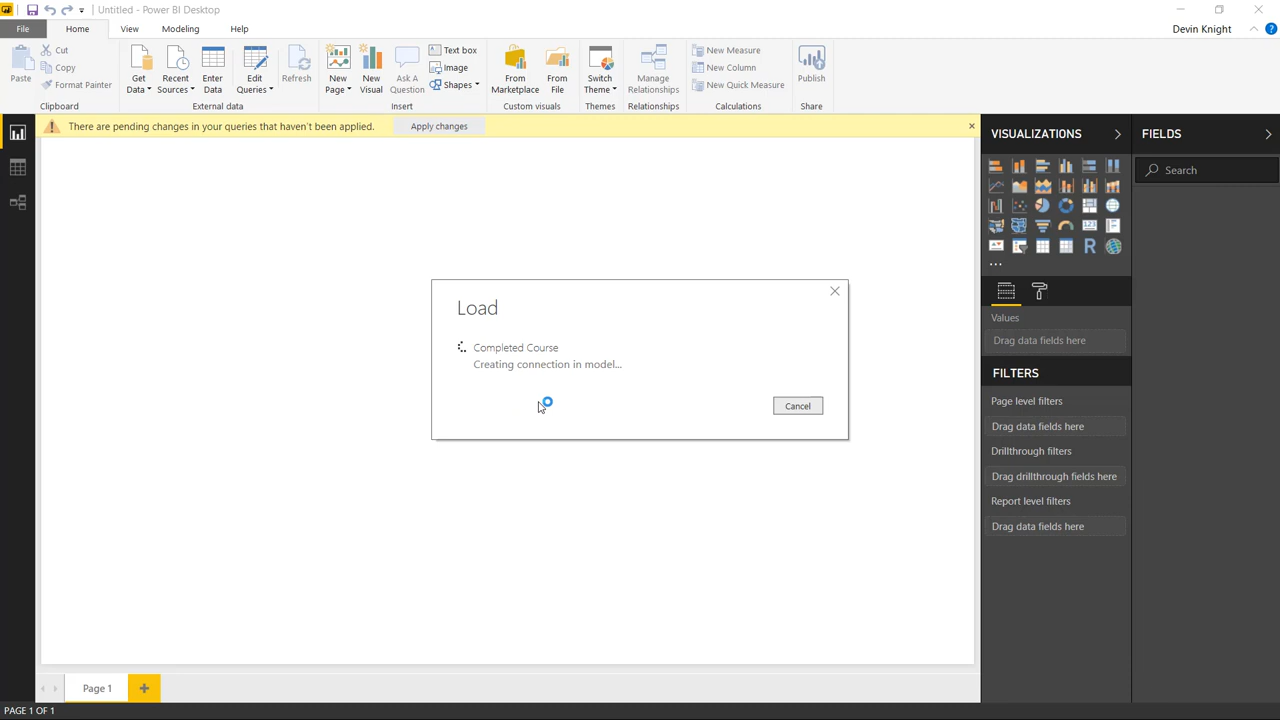 Untitled - Power BI Desktop
File
Home
View
Modeling
Help
Devin Knight
Paste
Cut
Copy
Format Painter
Clipboard
Get Data
Recent Sources
Enter Data
Edit Queries
Refresh
External data
New Page
New Visual
Ask A Question
Text box
Image
Shapes
Insert
From Marketplace
From File
Custom visuals
Switch Theme
Themes
Manage Relationships
Relationships
New Measure
New Column
New Quick Measure
Calculations
Publish
Share
There are pending changes in your queries that haven't been applied.
Apply changes
VISUALIZATIONS
FIELDS
Search
R
Values
Drag data fields here
FILTERS
Page level filters
Drag data fields here
Drillthrough filters
Drag drillthrough fields here
Report level filters
Drag data fields here
Load
Completed Course
Creating connection in model...
Cancel
Page 1
PAGE 1 OF 1